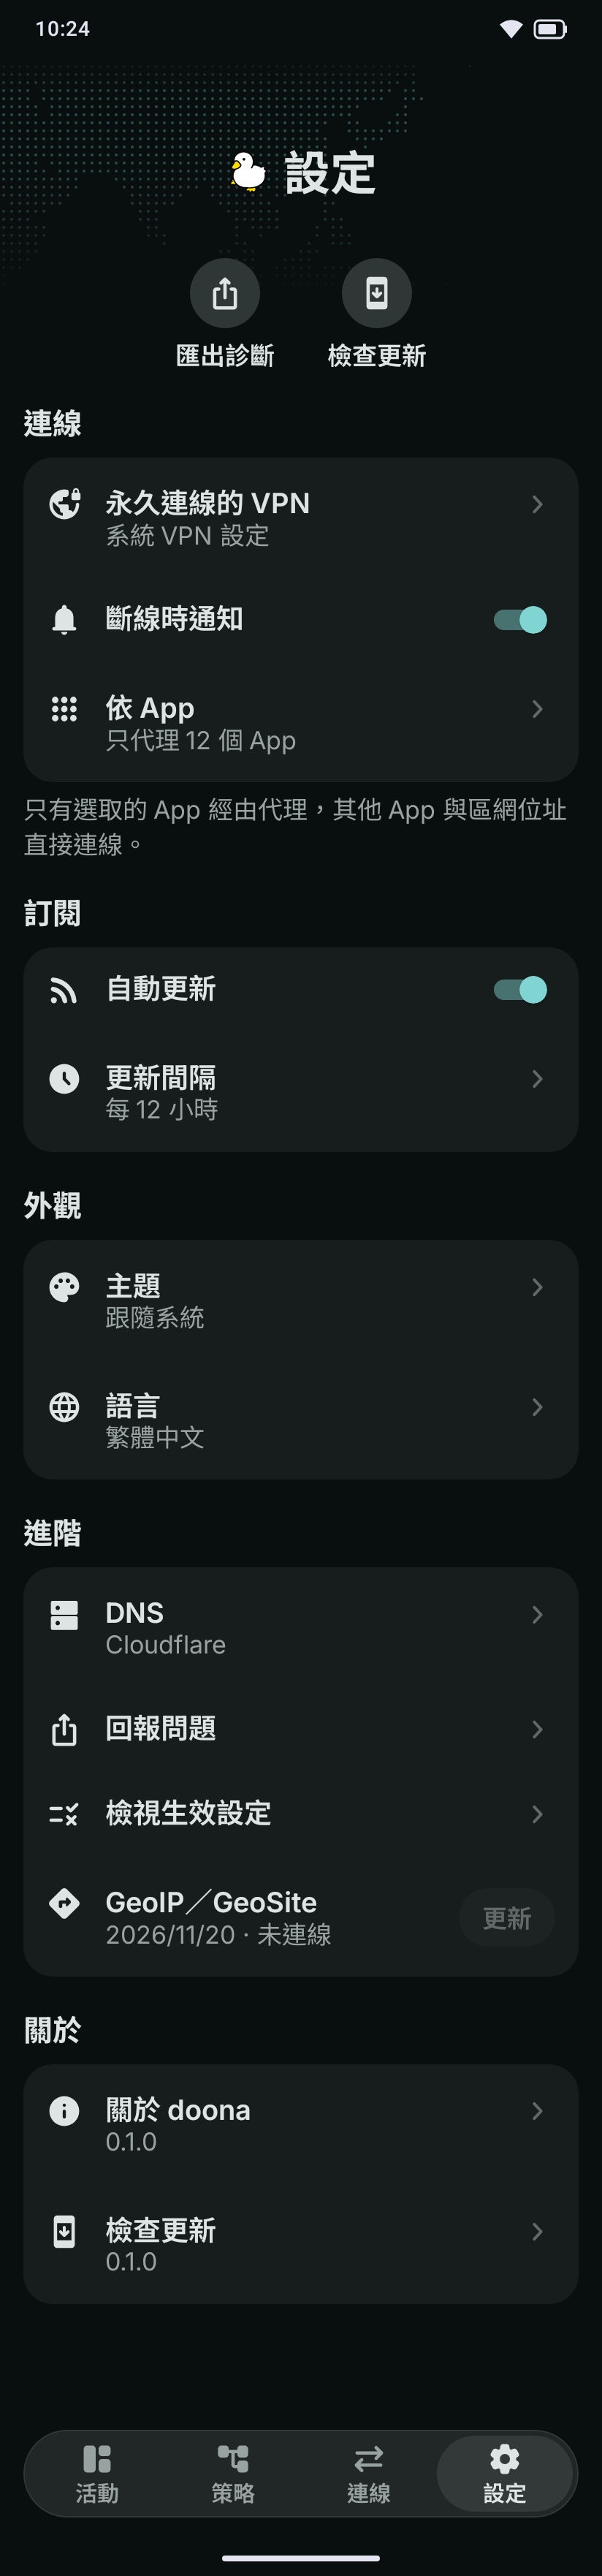 10:24
設定
匯出診斷
檢查更新
連線
永久連線的 VPN
系統 VPN 設定
斷線時通知
依 App
只代理 12 個 App
只有選取的 App 經由代理，其他 App 與區網位址
直接連線。
訂閱
自動更新
更新間隔
每 12 小時
外觀
主題
跟隨系統
語言
繁體中文
進階
DNS
Cloudflare
回報問題
檢視生效設定
GeoIP／GeoSite
2026/11/20 · 未連線
更新
關於
關於 doona
0.1.0
檢查更新
0.1.0
活動
策略
連線
設定